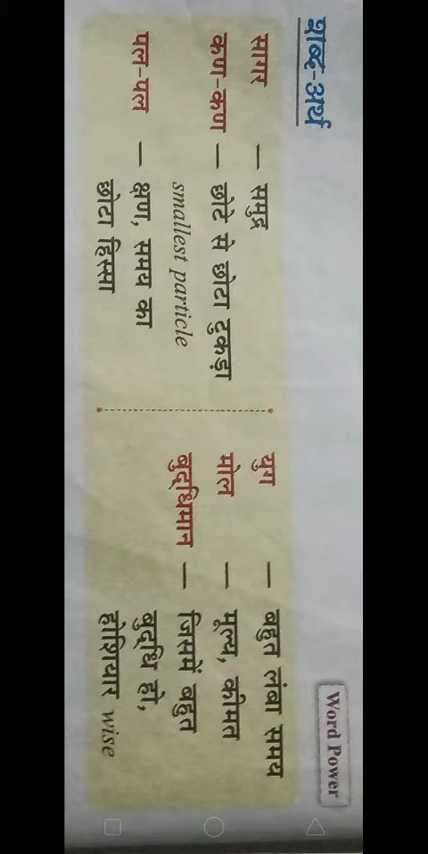 शब्द-अर्थ
Word Power
सागर — समुद्र
कण-कण — छोटे से छोटा टुकड़ा
smallest particle
पल-पल — क्षण, समय का
छोटा हिस्सा
युग — बहुत लंबा समय
मोल — मूल्य, कीमत
बुद्धिमान — जिसमें बहुत
बुद्धि हो,
होशियार wise